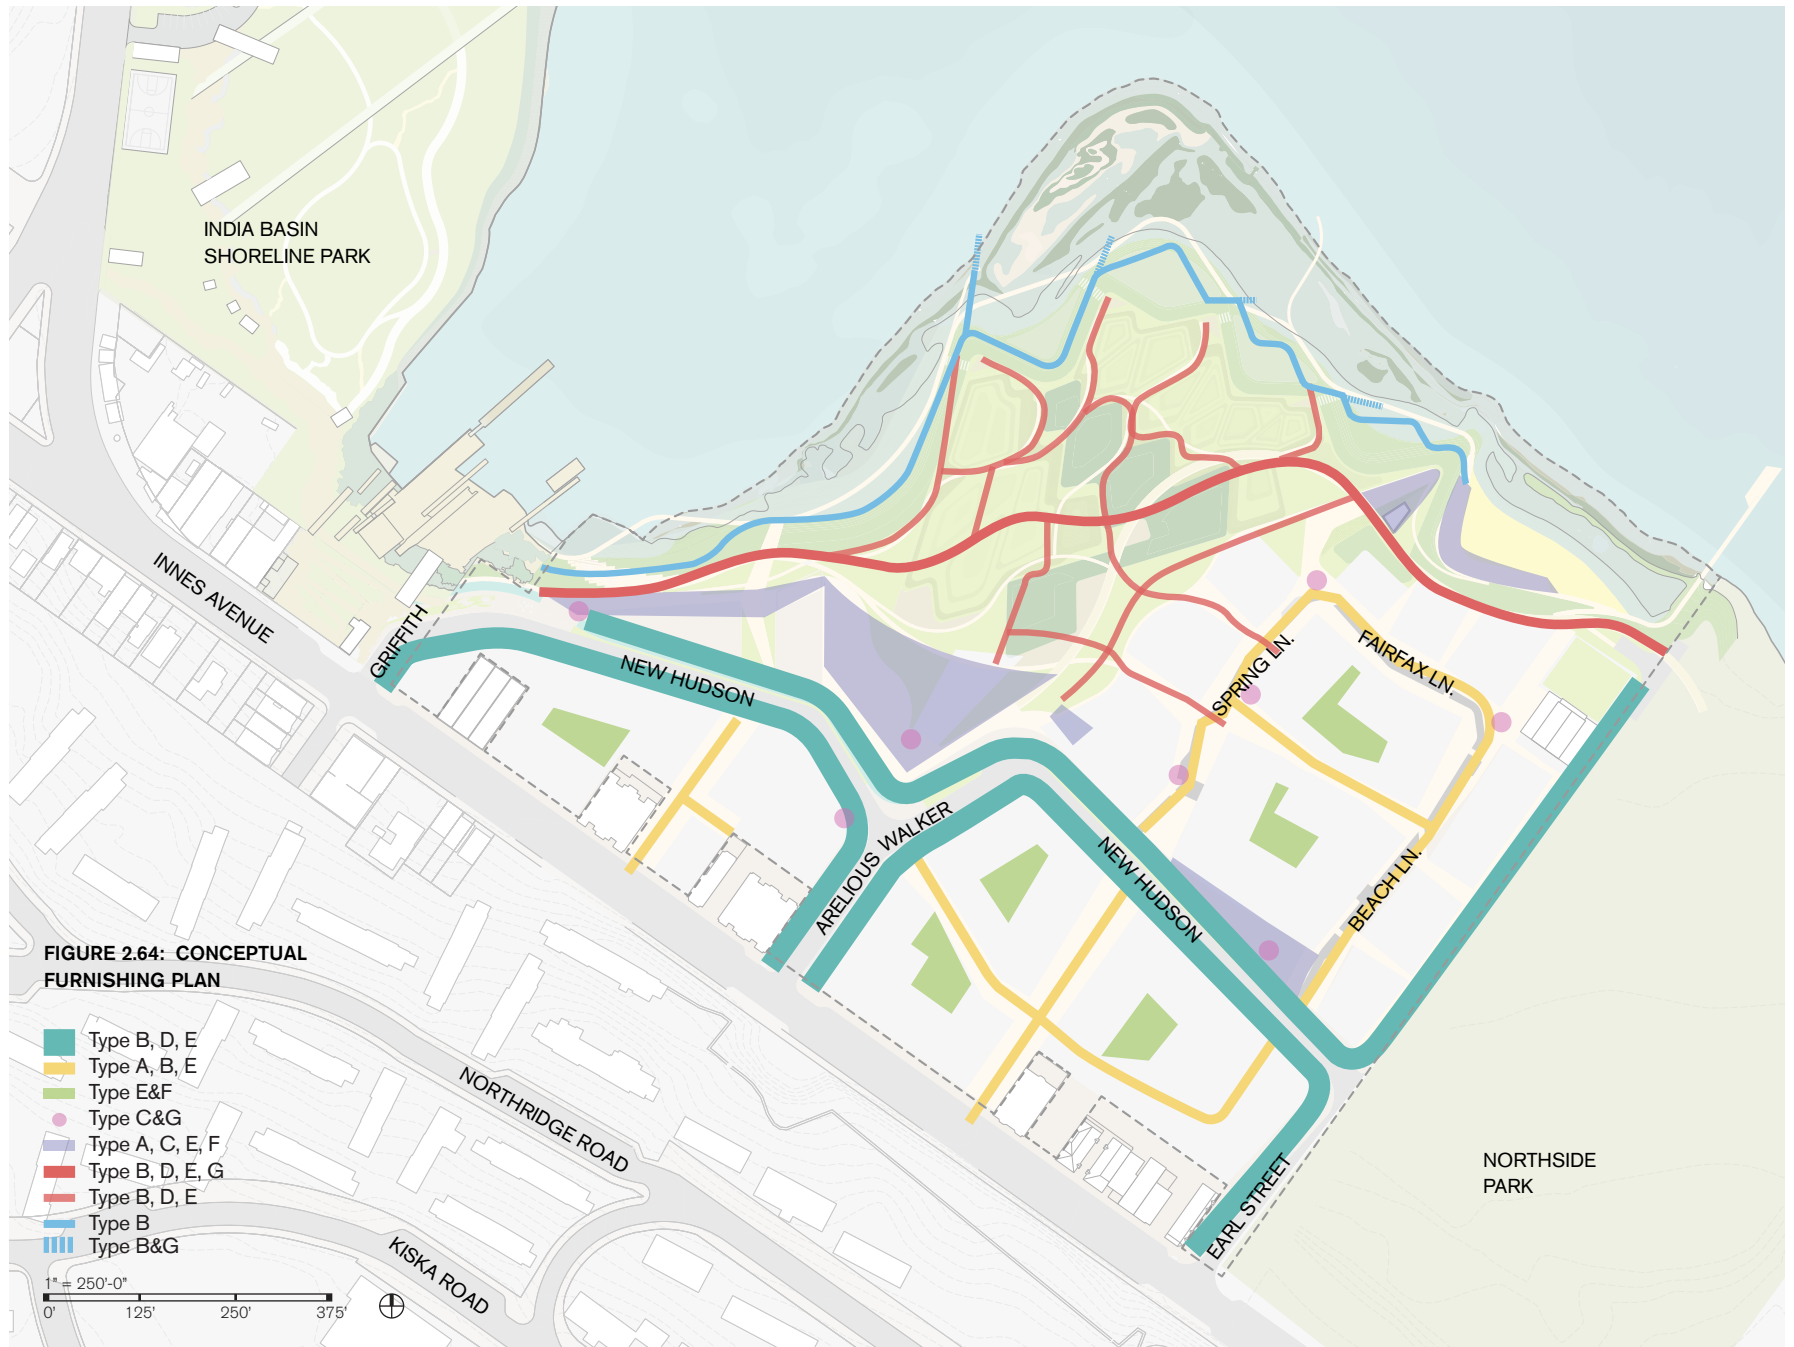 INDIA BASIN
SHORELINE PARK
INNES AVENUE
GRIFFITH
NEW HUDSON
SPRING LN.
FAIRFAX LN.
ARELIOUS WALKER
NEW HUDSON
BEACH LN.
FIGURE 2.64: CONCEPTUAL
FURNISHING PLAN
Type B, D, E
Type A, B, E
Type E&F
Type C&G
Type A, C, E, F
Type B, D, E, G
Type B, D, E
Type B
Type B&G
1" = 250'-0"
0' 125' 250' 375'
NORTHRIDGE ROAD
KISKA ROAD
EARL STREET
NORTHSIDE
PARK